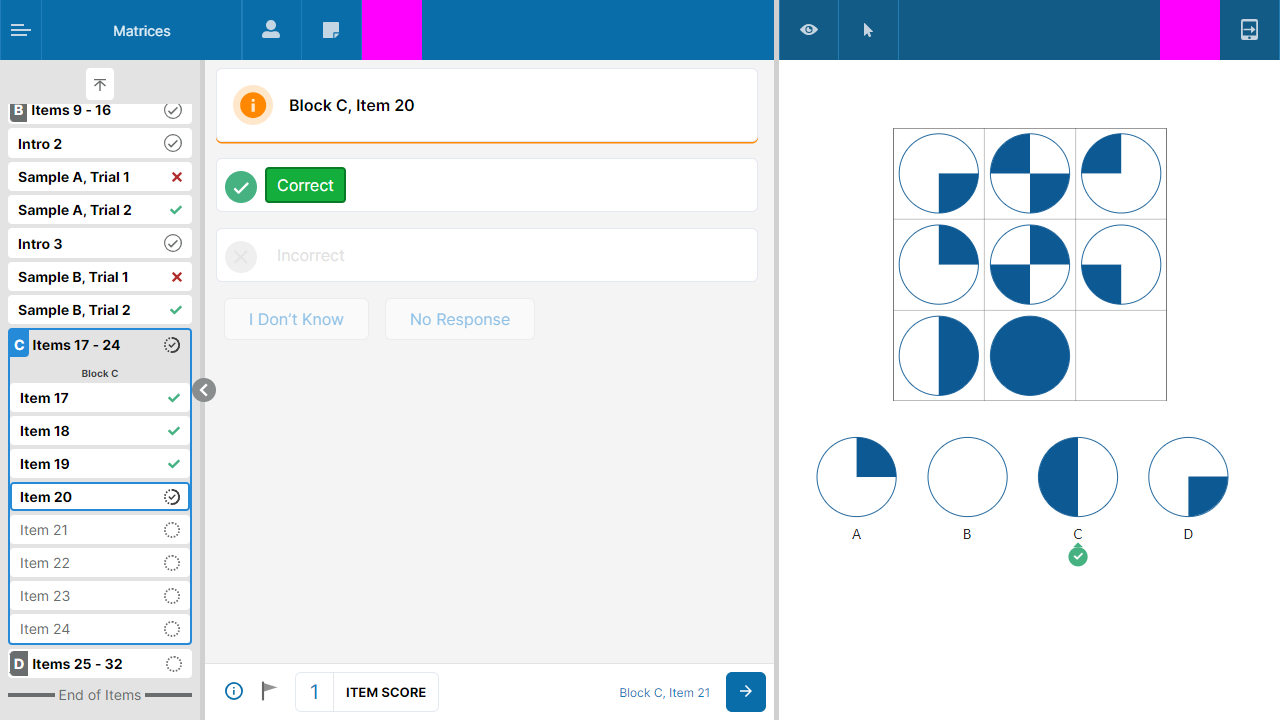 Matrices
B Items 9 - 16
Intro 2
Sample A, Trial 1
Sample A, Trial 2
Intro 3
Sample B, Trial 1
Sample B, Trial 2
C Items 17 - 24
Block C
Item 17
Item 18
Item 19
Item 20
Item 21
Item 22
Item 23
Item 24
D Items 25 - 32
End of Items
Block C, Item 20
Correct
Incorrect
I Don't Know No Response
1 ITEM SCORE
Block C, Item 21
A B C D